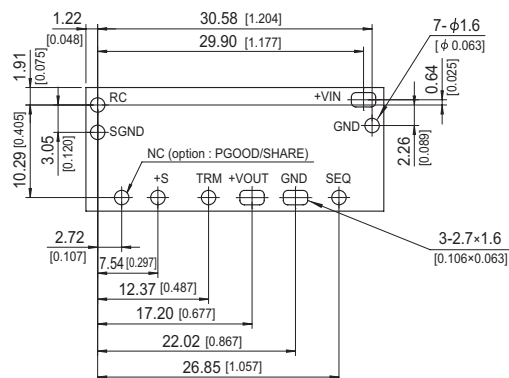 1.22
[0.048]
30.58 [1.204]
29.90 [1.177]
7-ϕ1.6
[ϕ 0.063]
1.91
[0.075]
0.64
[0.025]
RC
+VIN
SGND
GND
10.29 [0.405]
3.05
[0.120]
2.26
[0.089]
NC (option : PGOOD/SHARE)
+S TRM +VOUT GND SEQ
2.72
[0.107]
3-2.7×1.6
[0.106×0.063]
7.54 [0.297]
12.37 [0.487]
17.20 [0.677]
22.02 [0.867]
26.85 [1.057]